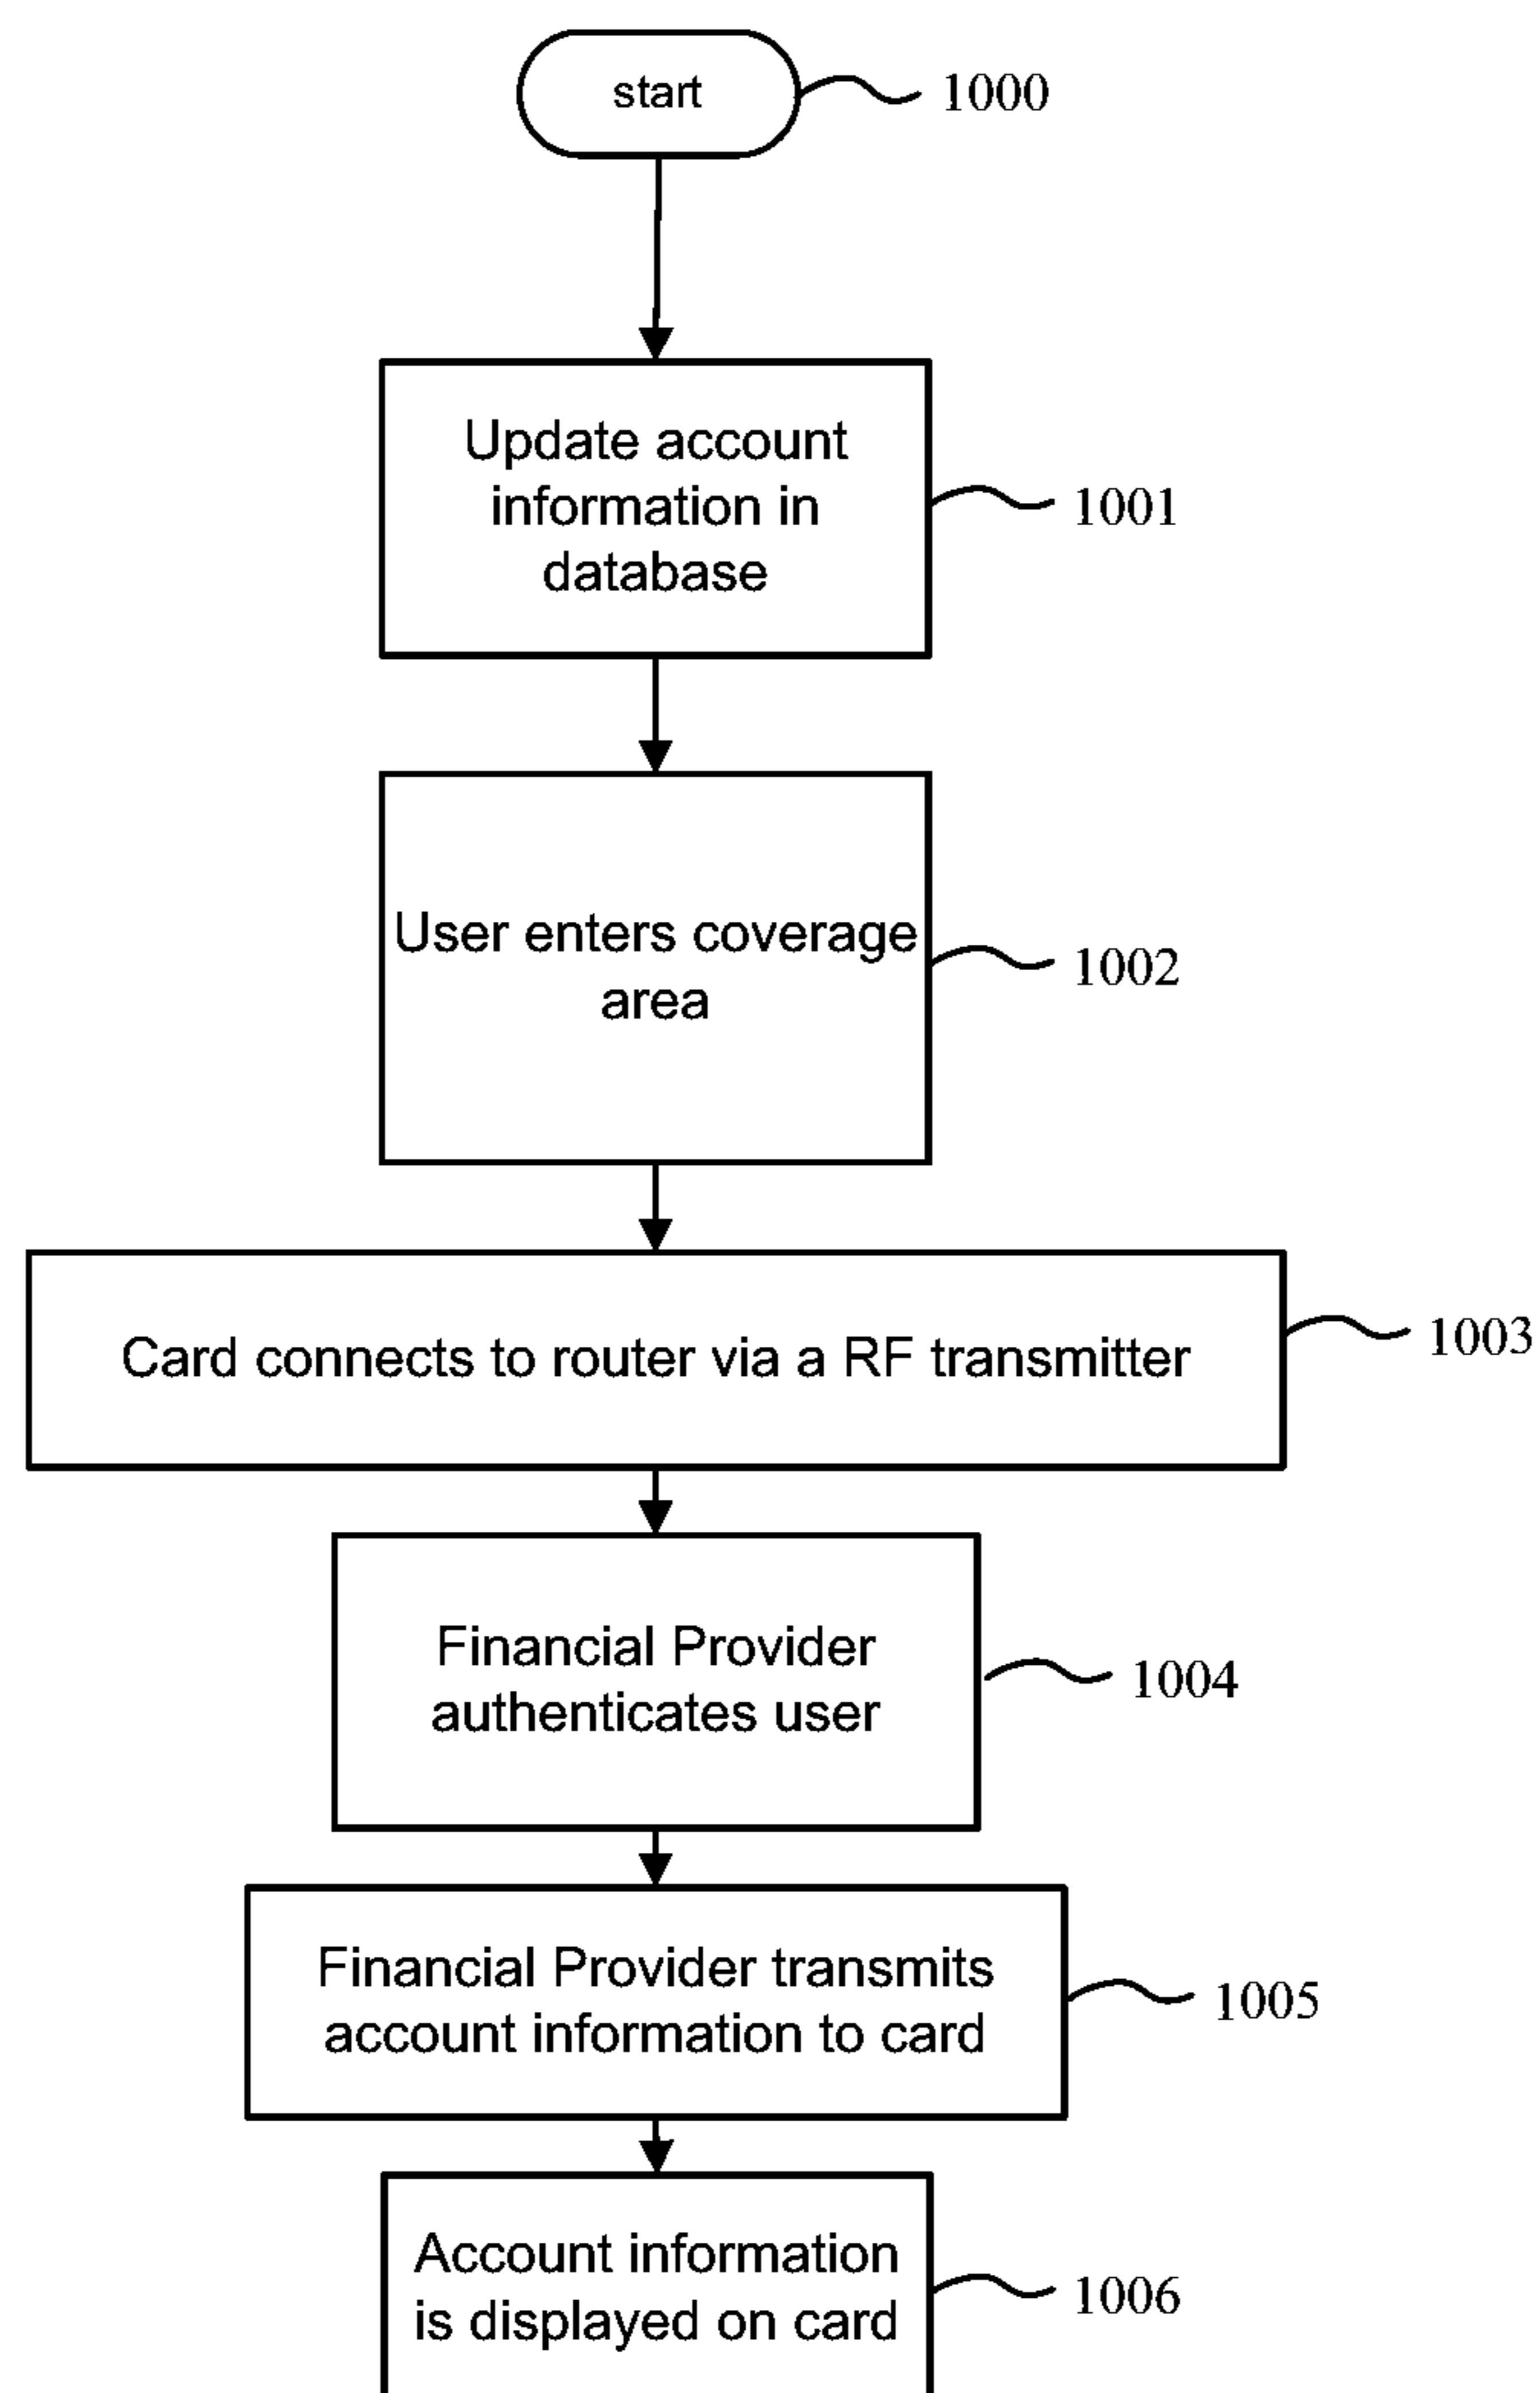 start
1000
Update account
information in
database
1001
User enters coverage
area
1002
Card connects to router via a RF transmitter
1003
Financial Provider
authenticates user
1004
Financial Provider transmits
account information to card
1005
Account information
is displayed on card
1006